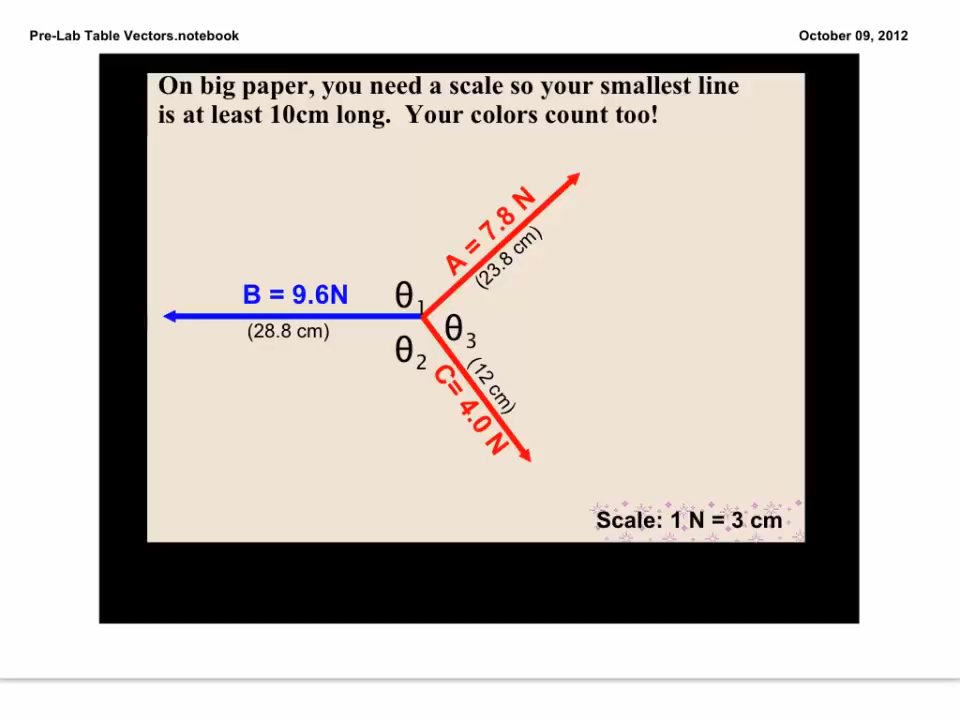 Pre-Lab Table Vectors.notebook
October 09, 2012
On big paper, you need a scale so your smallest line
is at least 10cm long.  Your colors count too!
A = 7.8 N
(23.8 cm)
B = 9.6N
(28.8 cm)
θ1
θ3
θ2
(12 cm)
C= 4.0 N
Scale: 1 N = 3 cm